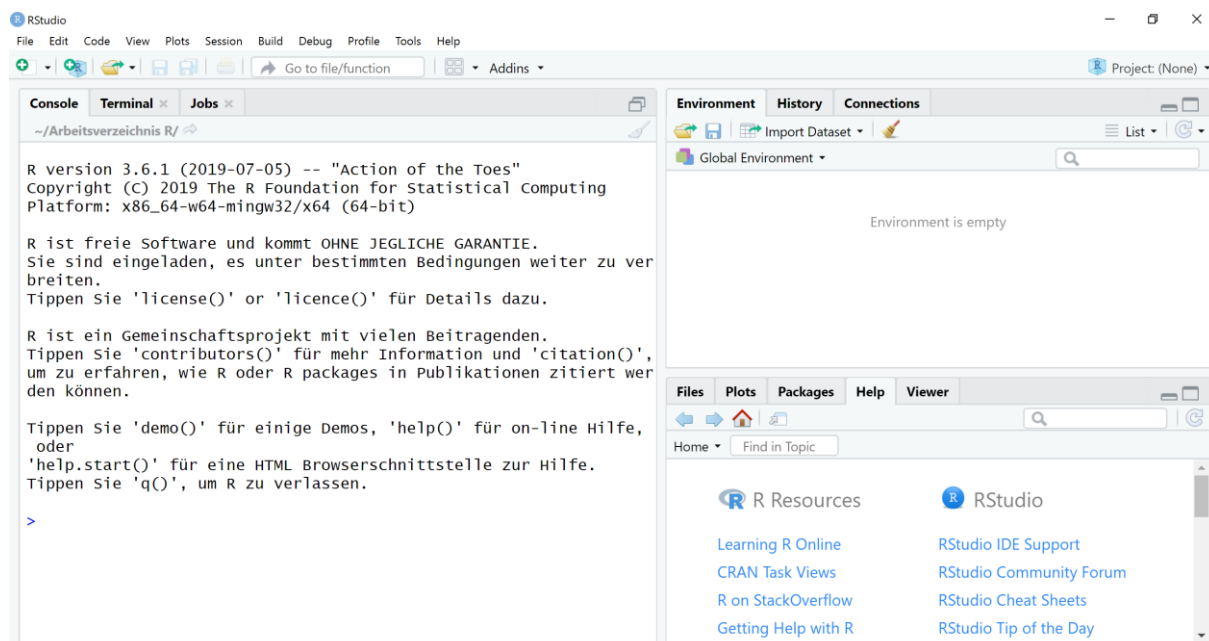 RStudio
File Edit Code View Plots Session Build Debug Profile Tools Help
Go to file/function Addins Project: (None)
Console Terminal Jobs
~/Arbeitsverzeichnis R/
R version 3.6.1 (2019-07-05) -- "Action of the Toes"
Copyright (C) 2019 The R Foundation for Statistical Computing
Platform: x86_64-w64-mingw32/x64 (64-bit)
R ist freie Software und kommt OHNE JEGLICHE GARANTIE.
Sie sind eingeladen, es unter bestimmten Bedingungen weiter zu ver
breiten.
Tippen Sie 'license()' or 'licence()' für Details dazu.
R ist ein Gemeinschaftsprojekt mit vielen Beitragenden.
Tippen Sie 'contributors()' für mehr Information und 'citation()',
um zu erfahren, wie R oder R packages in Publikationen zitiert wer
den können.
Tippen Sie 'demo()' für einige Demos, 'help()' für on-line Hilfe,
oder
'help.start()' für eine HTML Browserschnittstelle zur Hilfe.
Tippen Sie 'q()', um R zu verlassen.
>
Environment History Connections
Import Dataset List
Global Environment
Environment is empty
Files Plots Packages Help Viewer
Home Find in Topic
R Resources
Learning R Online
CRAN Task Views
R on StackOverflow
Getting Help with R
RStudio
RStudio IDE Support
RStudio Community Forum
RStudio Cheat Sheets
RStudio Tip of the Day